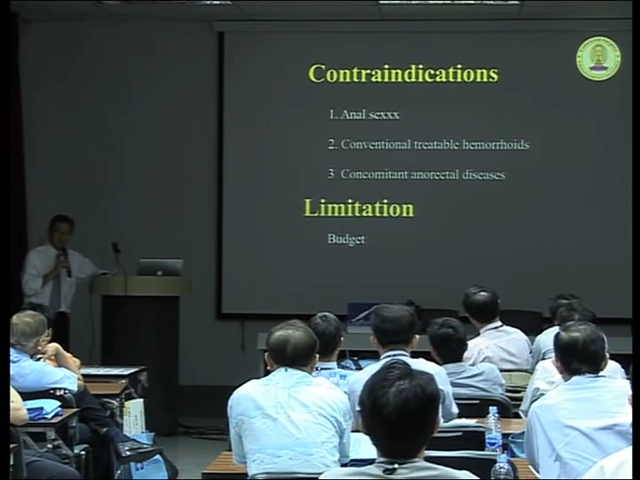 Contraindications
1. Anal sexxx
2. Conventional treatable hemorrhoids
3 Concomitant anorectal diseases
Limitation
Budget